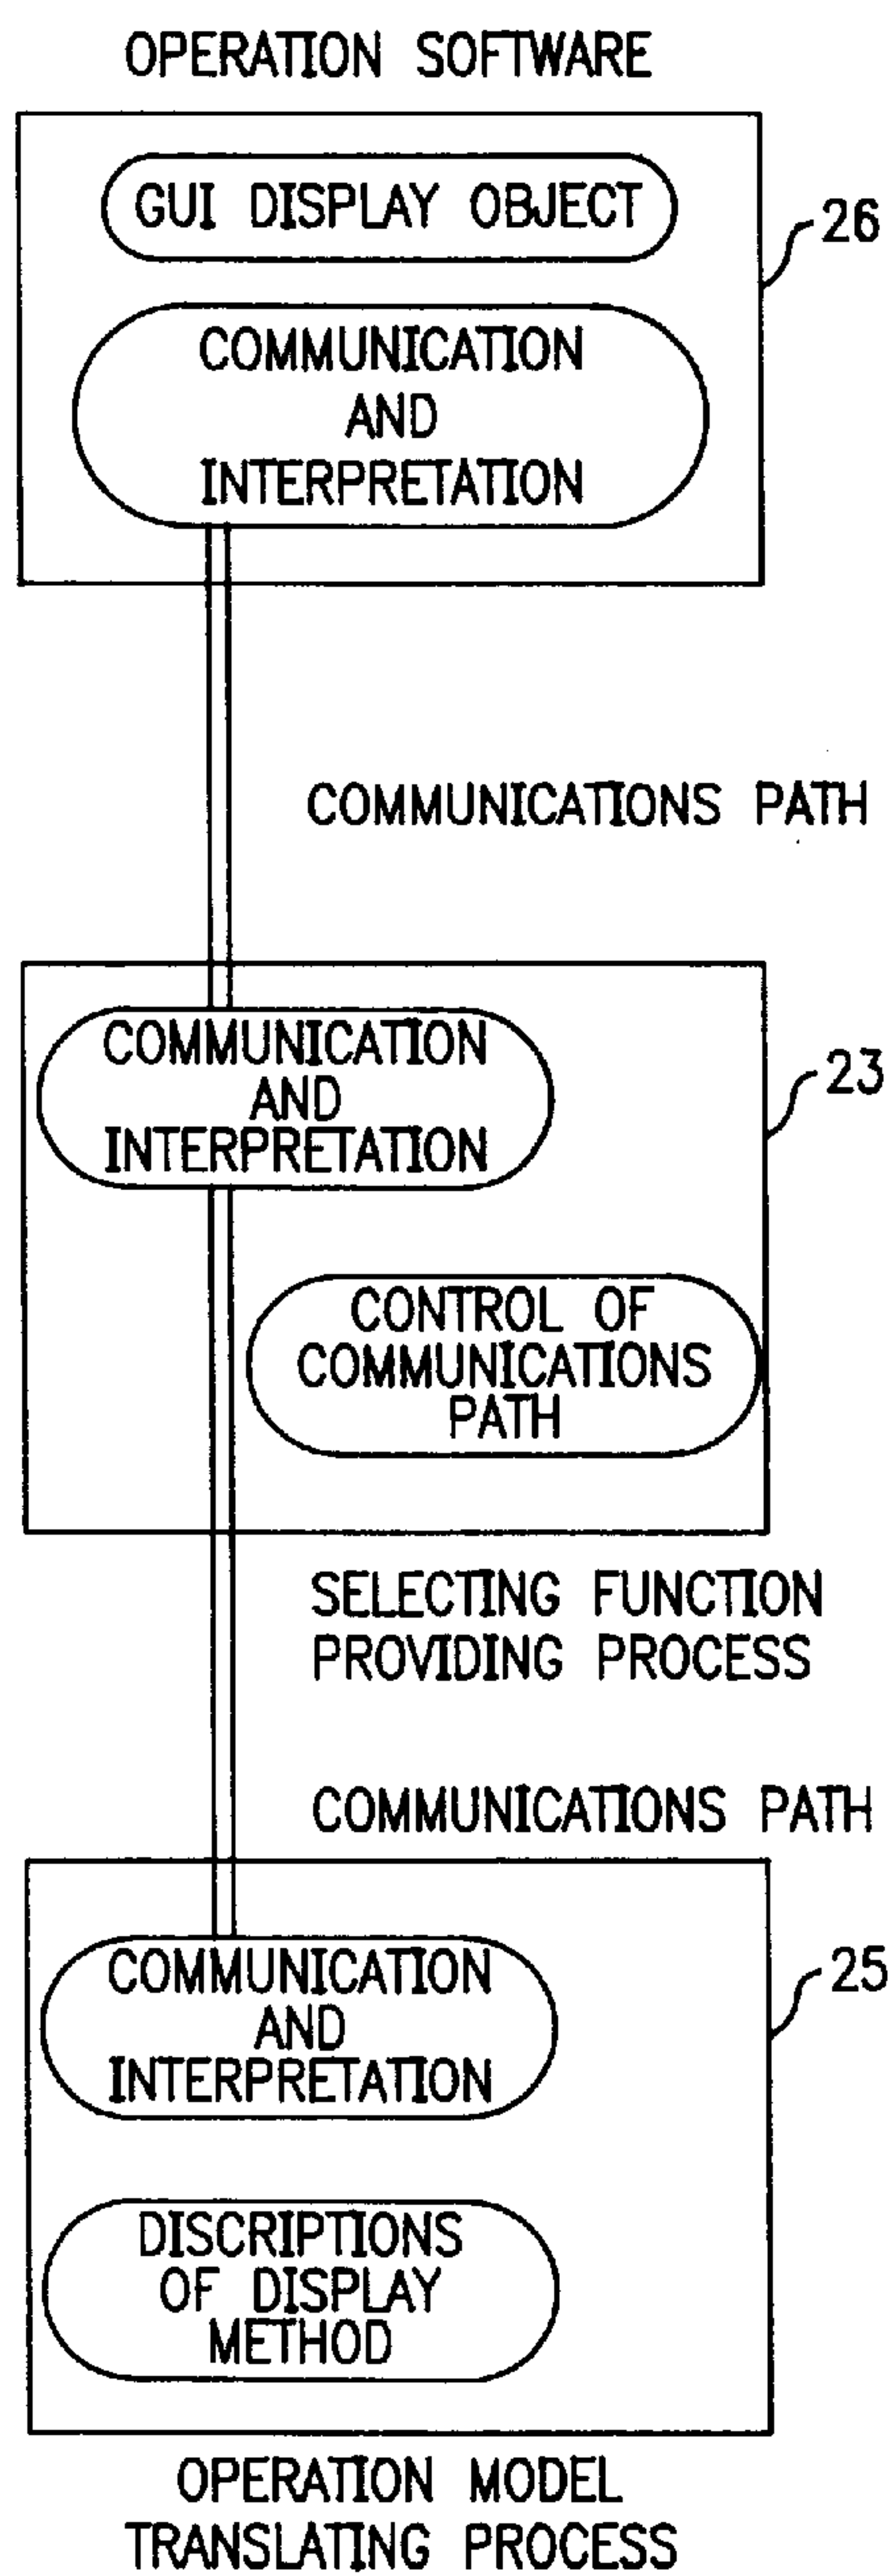 OPERATION SOFTWARE
GUI DISPLAY OBJECT
26
COMMUNICATION
AND
INTERPRETATION
COMMUNICATIONS PATH
COMMUNICATION
AND
INTERPRETATION
23
CONTROL OF
COMMUNICATIONS
PATH
SELECTING FUNCTION
PROVIDING PROCESS
COMMUNICATIONS PATH
COMMUNICATION
AND
INTERPRETATION
25
DISCRIPTIONS
OF DISPLAY
METHOD
OPERATION MODEL
TRANSLATING PROCESS